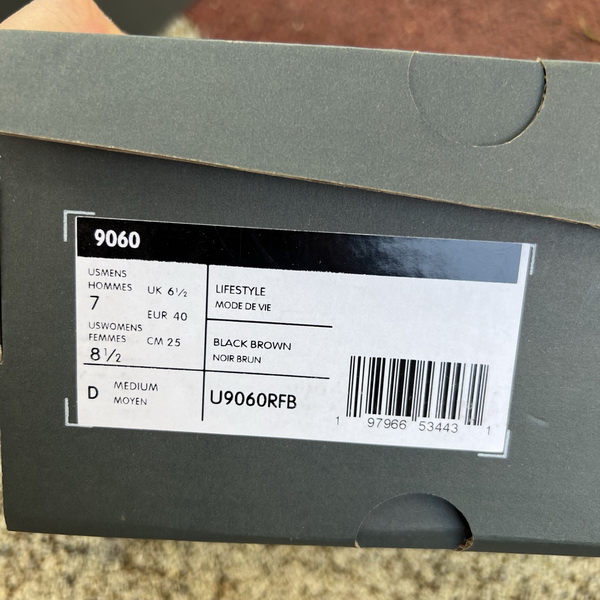 9060
USMENS
HOMMES
7
UK 6½
EUR 40
USWOMENS
FEMMES
8½
CM 25
LIFESTYLE
MODE DE VIE
BLACK BROWN
NOIR BRUN
D
MEDIUM
MOYEN
U9060RFB
1 97966 53443 1